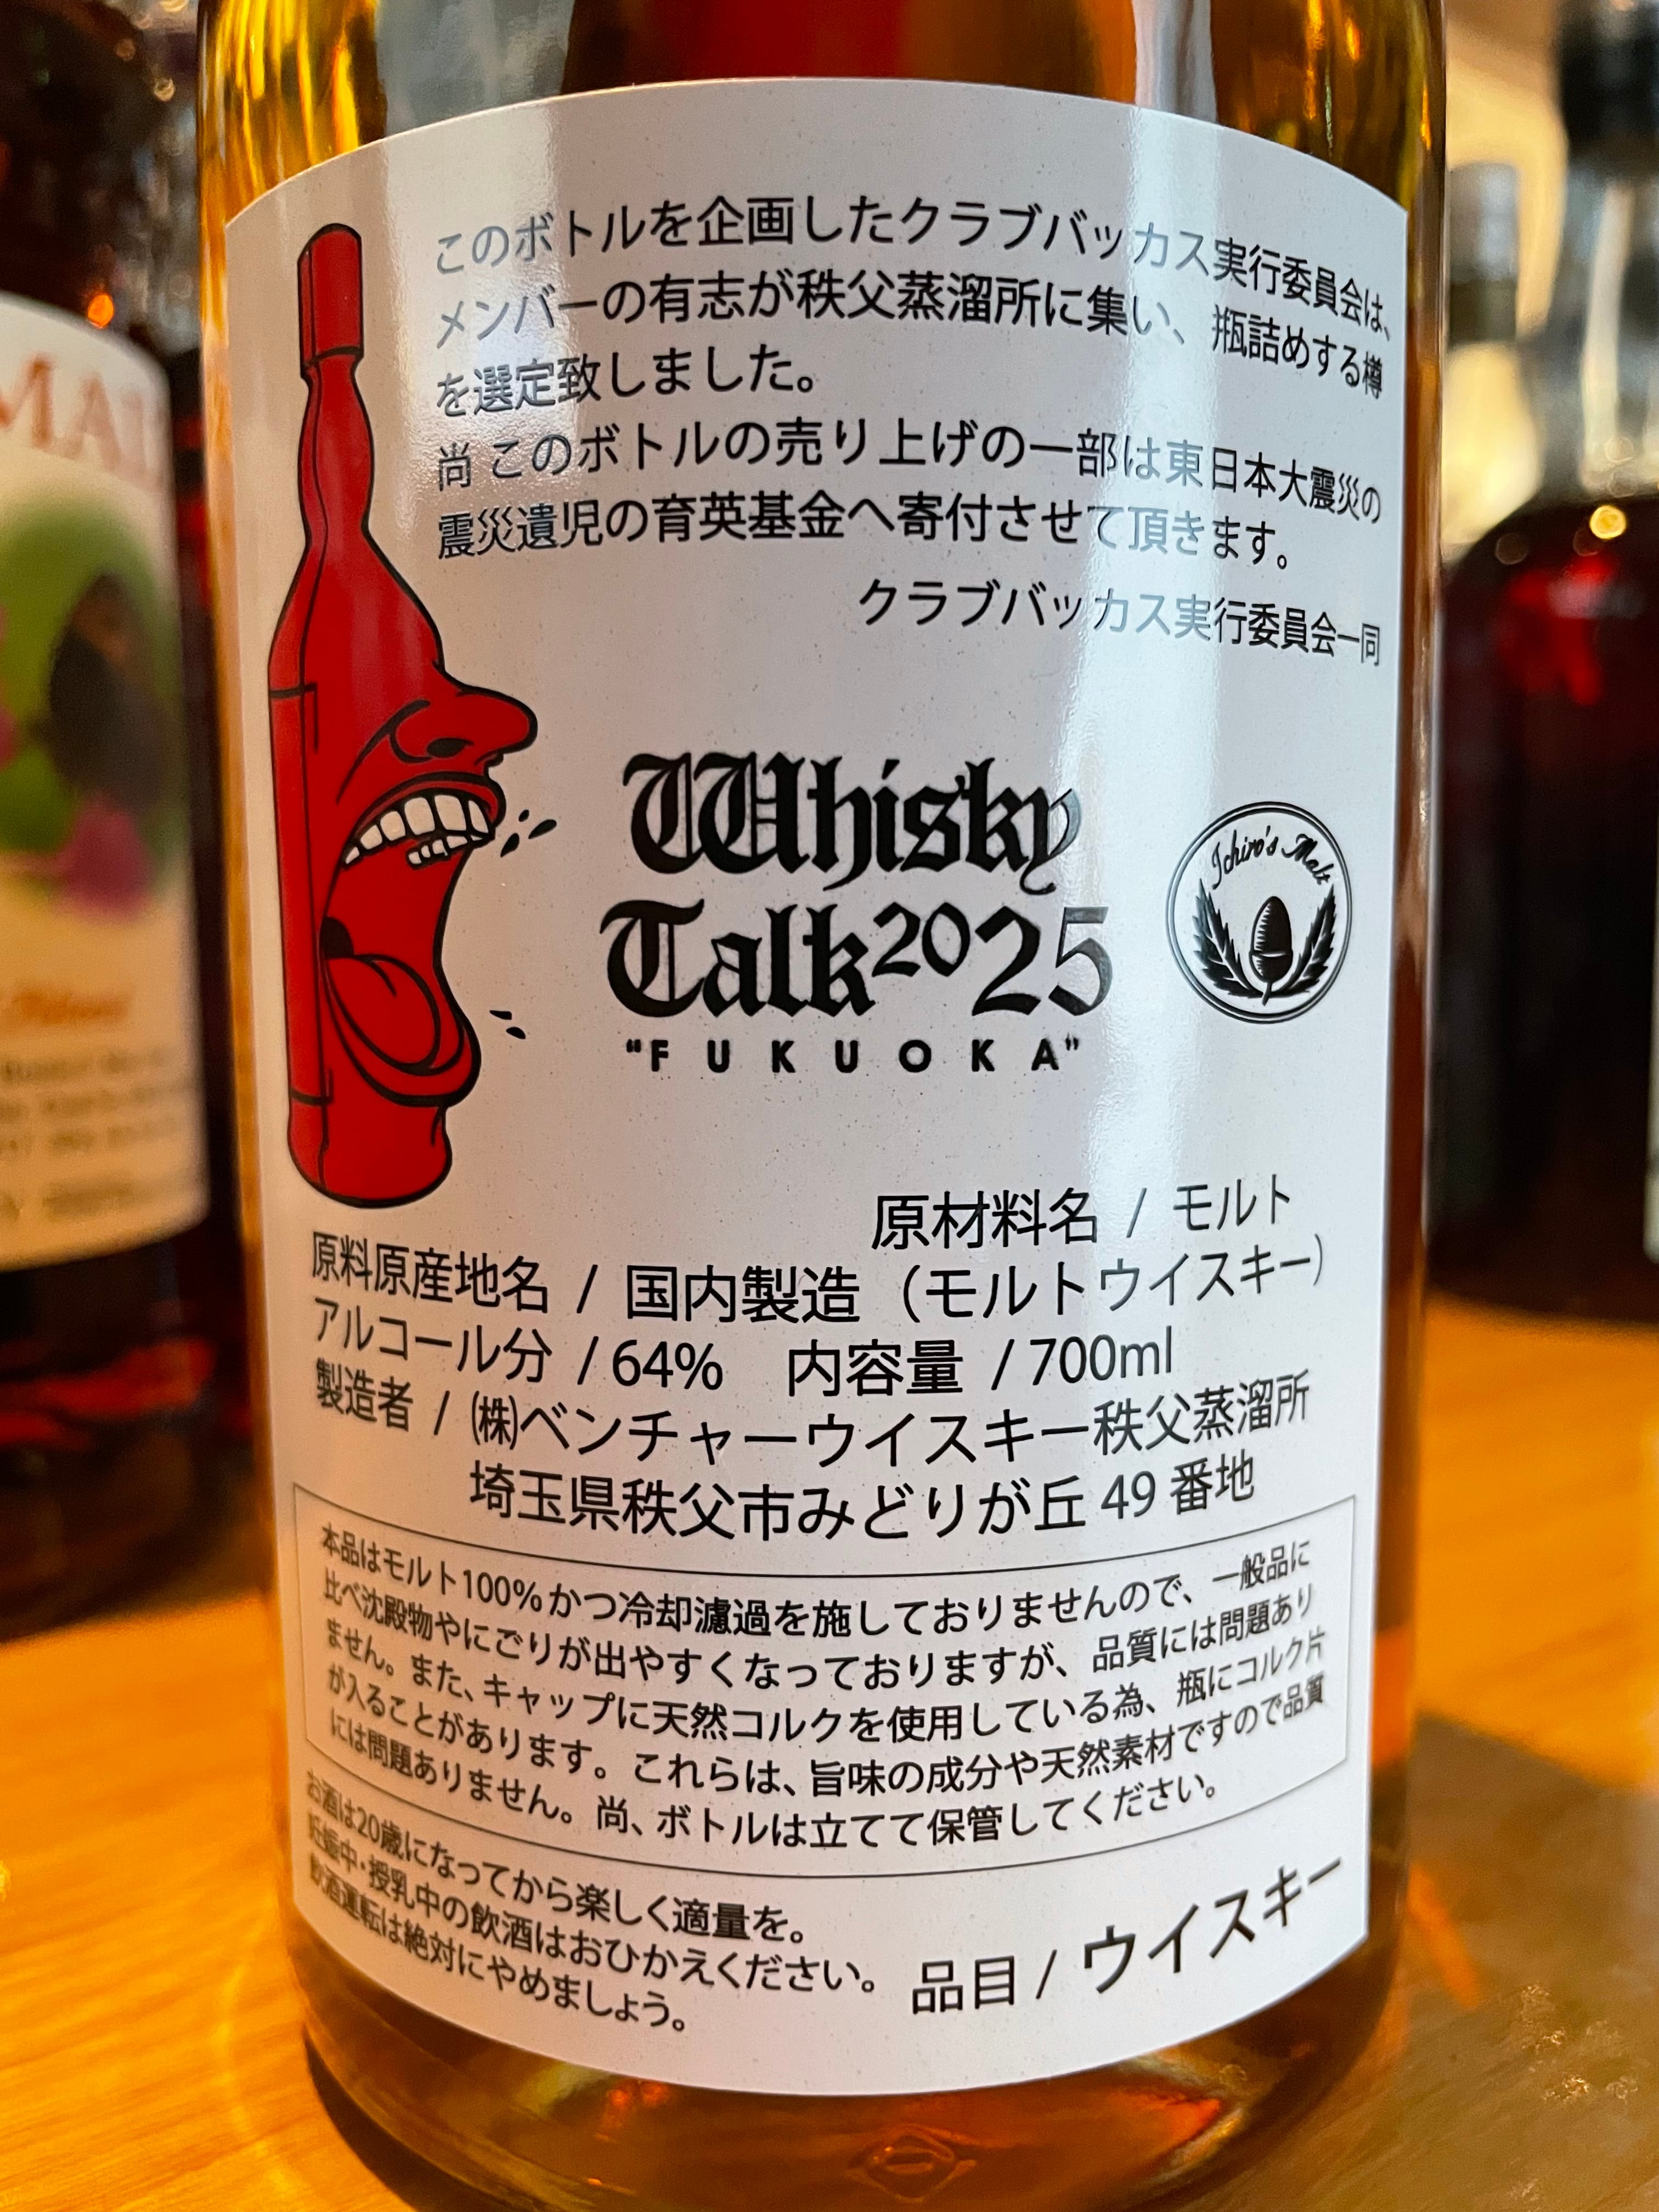 このボトルを企画したクラブバッカス実行委員会は、
メンバーの有志が秩父蒸溜所に集い、瓶詰めする樽
を選定致しました。
尚 このボトルの売り上げの一部は東日本大震災の
震災遺児の育英基金へ寄付させて頂きます。
クラブバッカス実行委員会一同
Whisky
Talk 2025
"FUKUOKA"
Ichiro's Malt
原材料名 / モルト
原料原産地名 / 国内製造（モルトウイスキー）
アルコール分 / 64%　内容量 / 700ml
製造者 / ㈱ベンチャーウイスキー秩父蒸溜所
埼玉県秩父市みどりが丘 49 番地
本品はモルト100%かつ冷却濾過を施しておりませんので、一般品に
比べ沈殿物やにごりが出やすくなっておりますが、品質には問題あり
ません。また、キャップに天然コルクを使用している為、瓶にコルク片
が入ることがあります。これらは、旨味の成分や天然素材ですので品質
には問題ありません。尚、ボトルは立てて保管してください。
お酒は20歳になってから楽しく適量を。
妊娠中・授乳中の飲酒はおひかえください。
飲酒運転は絶対にやめましょう。
品目 / ウイスキー